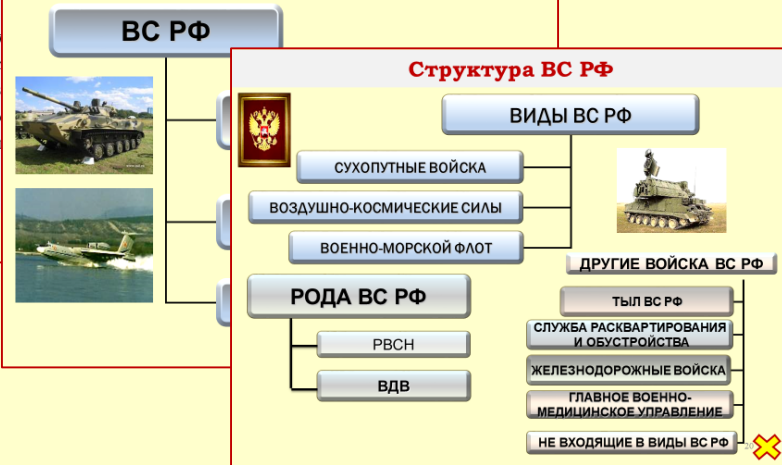 ВС РФ
Структура ВС РФ
ВИДЫ ВС РФ
СУХОПУТНЫЕ ВОЙСКА
ВОЗДУШНО-КОСМИЧЕСКИЕ СИЛЫ
ВОЕННО-МОРСКОЙ ФЛОТ
РОДА ВС РФ
РВСН
ВДВ
ДРУГИЕ ВОЙСКА ВС РФ
ТЫЛ ВС РФ
СЛУЖБА РАСКВАРТИРОВАНИЯ
И ОБУСТРОЙСТВА
ЖЕЛЕЗНОДОРОЖНЫЕ ВОЙСКА
ГЛАВНОЕ ВОЕННО-
МЕДИЦИНСКОЕ УПРАВЛЕНИЕ
НЕ ВХОДЯЩИЕ В ВИДЫ ВС РФ